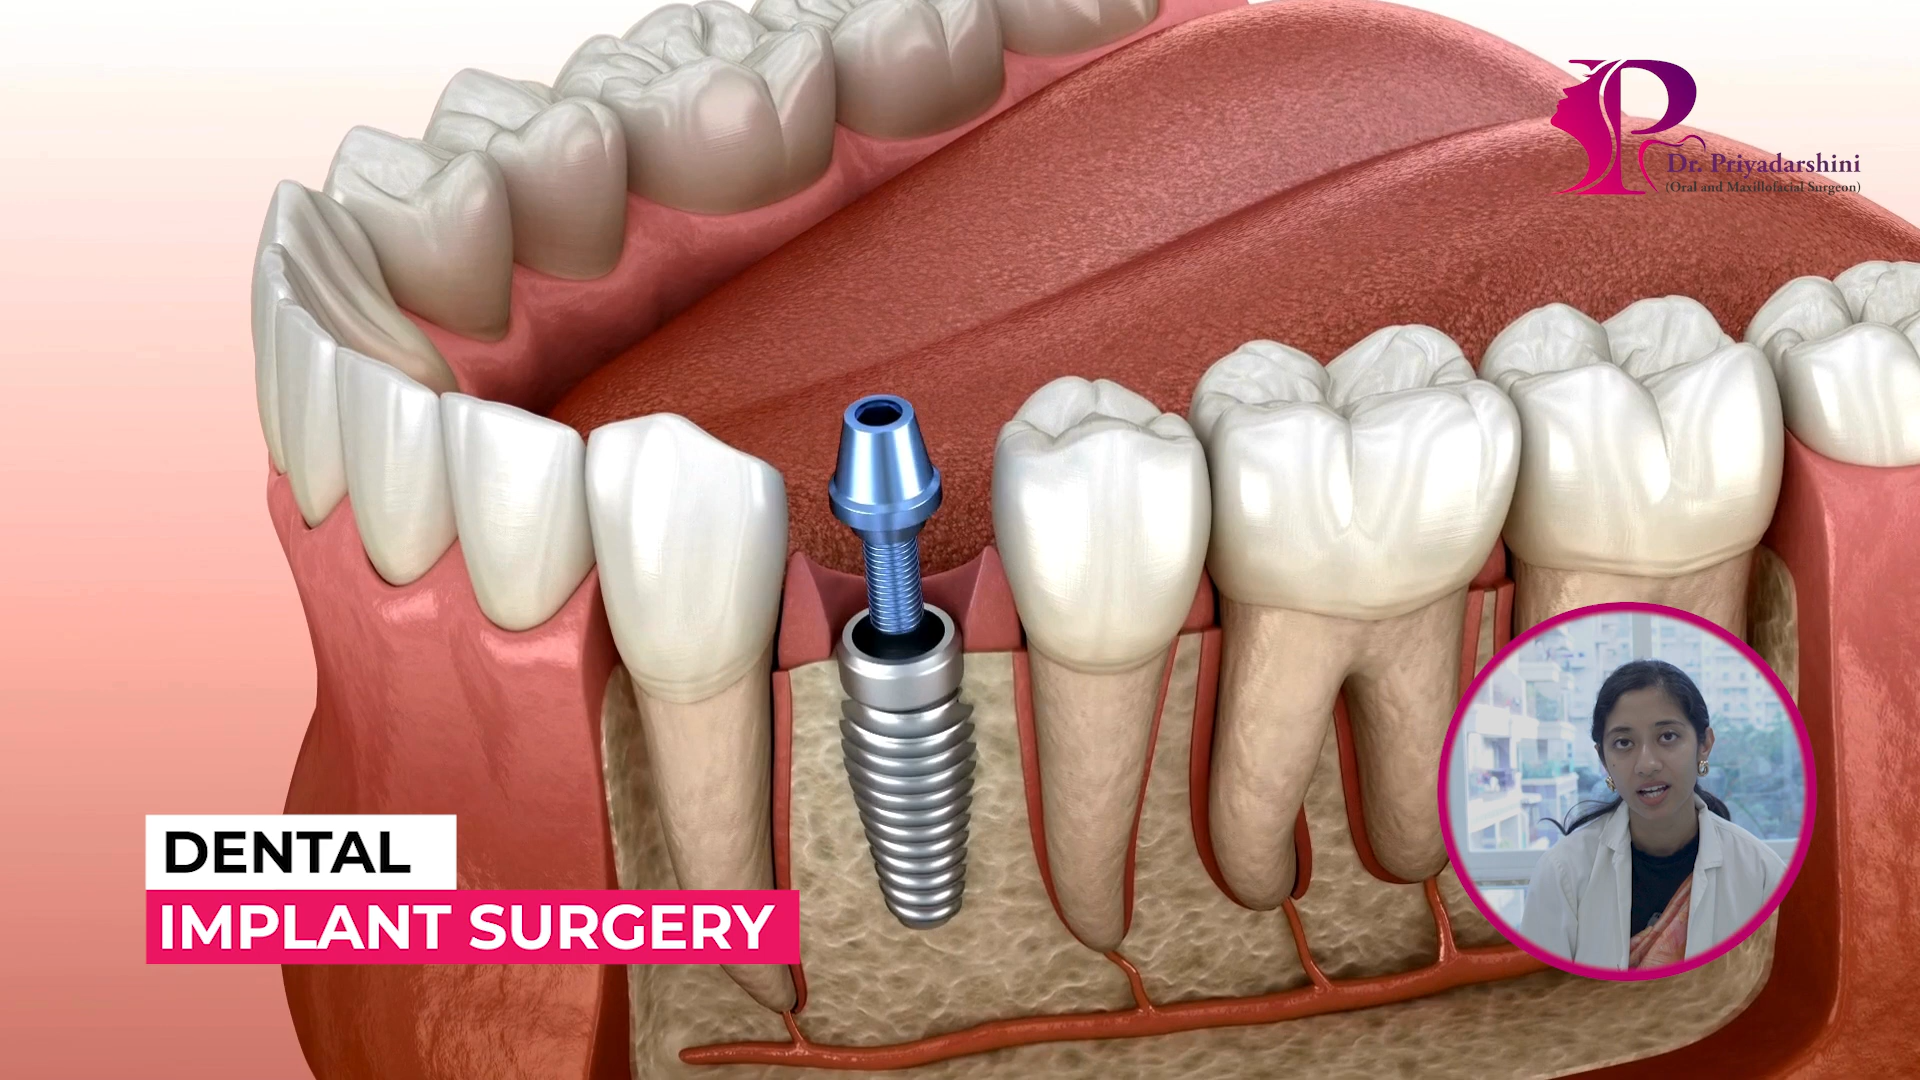 Dr. Priyadarshini
(Oral and Maxillofacial Surgeon)
DENTAL
IMPLANT SURGERY